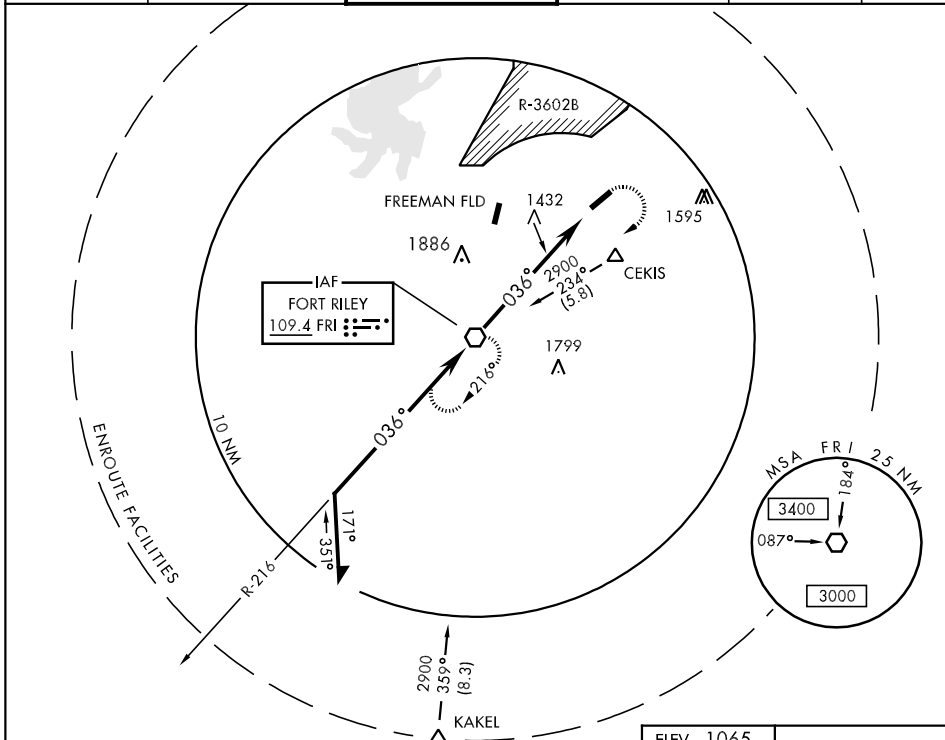 R-3602B
FREEMAN FLD
1432
1595
1886
CEKIS
IAF
FORT RILEY
109.4 FRI
036°
2900
234°
(5.8)
1799
216°
036°
10 NM
ENROUTE FACILITIES
R-216
351°
171°
MSA FRI 25 NM
184°
3400
087°
3000
2900
359°
(8.3)
KAKEL
ELEV 1065